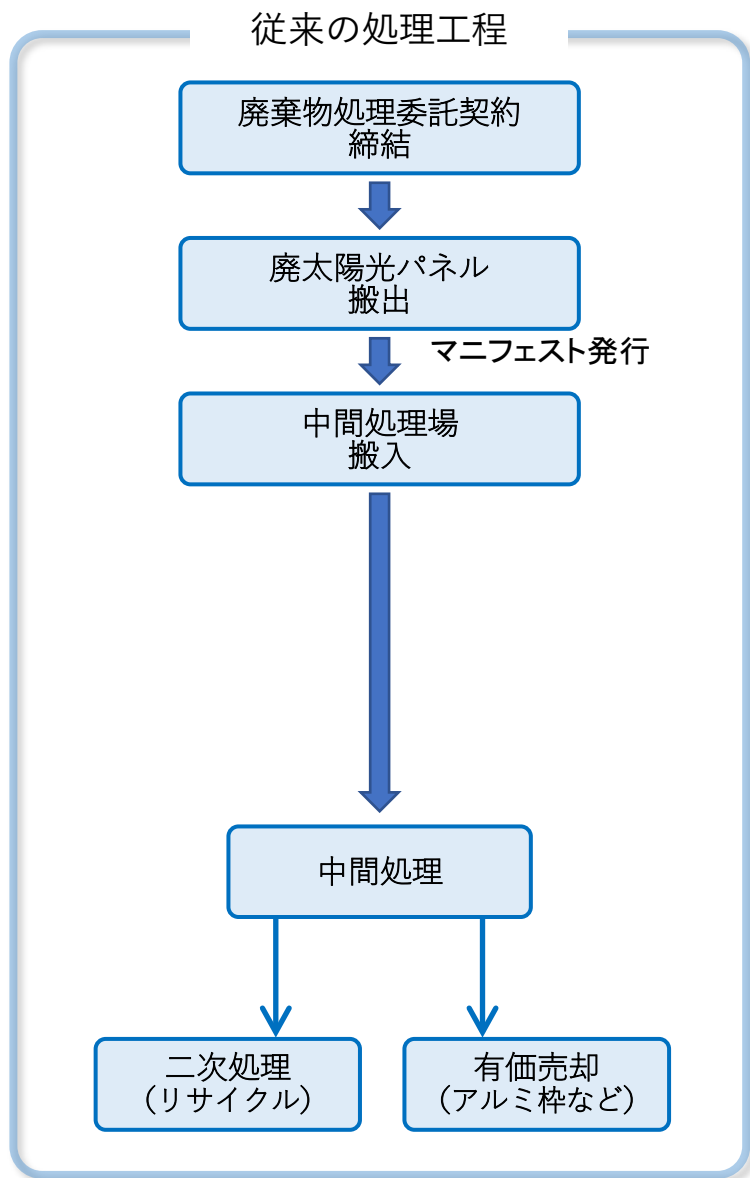 従来の処理工程
廃棄物処理委託契約
締結
廃太陽光パネル
搬出
マニフェスト発行
中間処理場
搬入
中間処理
二次処理
（リサイクル）
有価売却
（アルミ枠など）